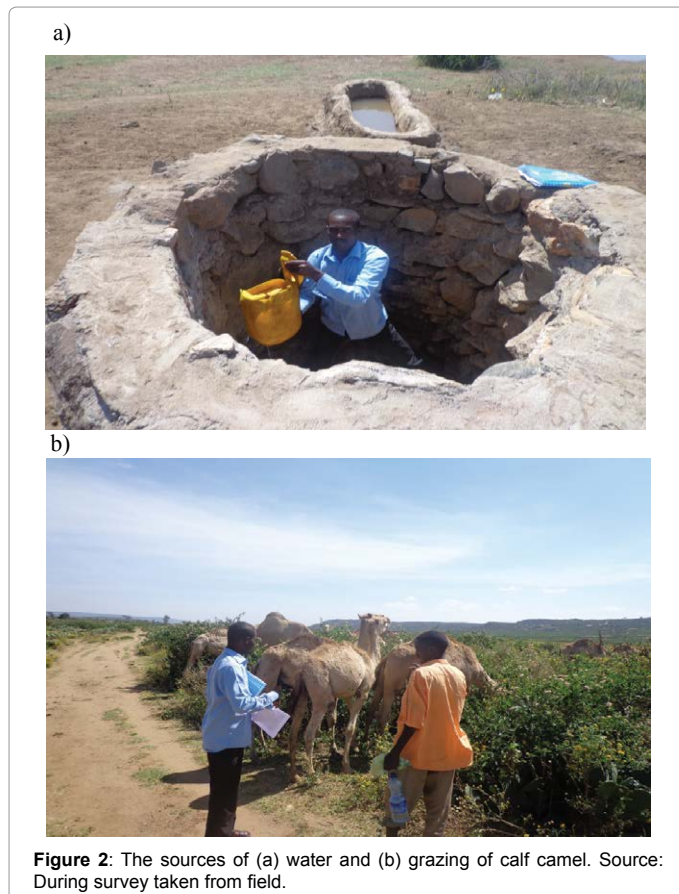 a)
b)
Figure 2: The sources of (a) water and (b) grazing of calf camel. Source:
During survey taken from field.